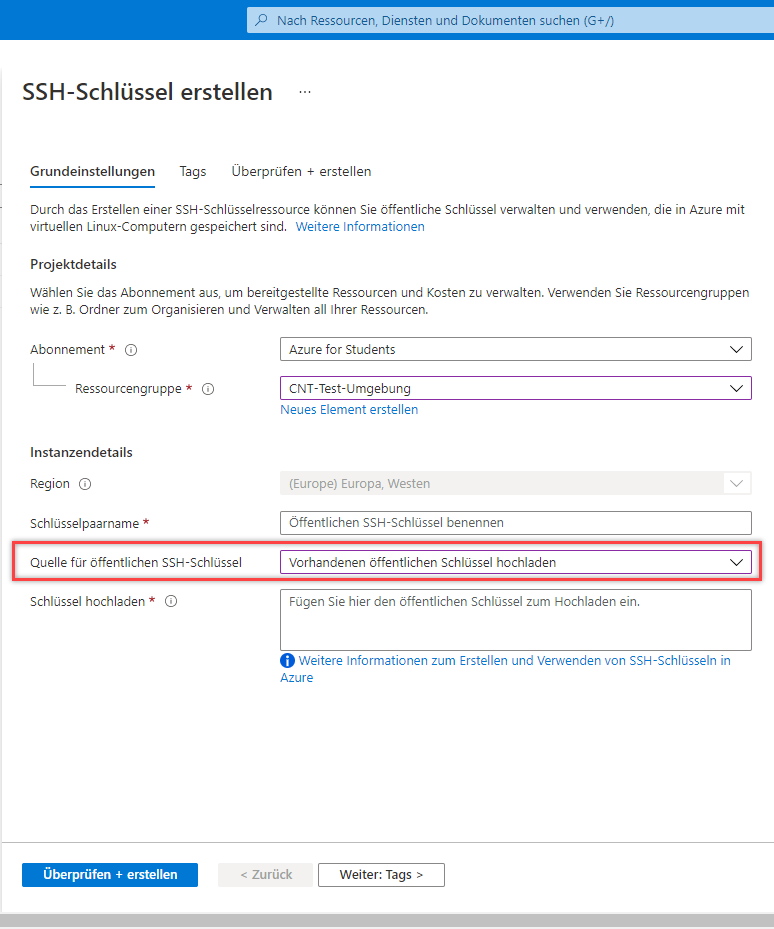 Nach Ressourcen, Diensten und Dokumenten suchen (G+/)
SSH-Schlüssel erstellen ...
Grundeinstellungen Tags Überprüfen + erstellen
Durch das Erstellen einer SSH-Schlüsselressource können Sie öffentliche Schlüssel verwalten und verwenden, die in Azure mit
virtuellen Linux-Computern gespeichert sind. Weitere Informationen
Projektdetails
Wählen Sie das Abonnement aus, um bereitgestellte Ressourcen und Kosten zu verwalten. Verwenden Sie Ressourcengruppen
wie z. B. Ordner zum Organisieren und Verwalten all Ihrer Ressourcen.
Abonnement * Azure for Students
Ressourcengruppe * CNT-Test-Umgebung
Neues Element erstellen
Instanzendetails
Region (Europe) Europa, Westen
Schlüsselpaarname * Öffentlichen SSH-Schlüssel benennen
Quelle für öffentlichen SSH-Schlüssel Vorhandenen öffentlichen Schlüssel hochladen
Schlüssel hochladen * Fügen Sie hier den öffentlichen Schlüssel zum Hochladen ein.
Weitere Informationen zum Erstellen und Verwenden von SSH-Schlüsseln in
Azure
Überprüfen + erstellen < Zurück Weiter: Tags >